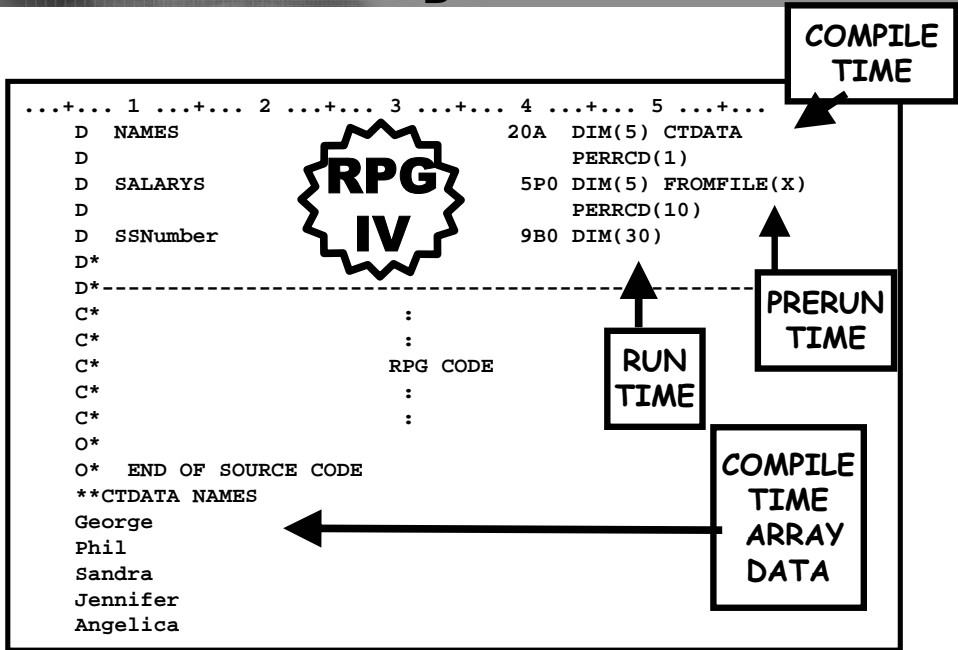 COMPILE
TIME
...+... 1 ...+... 2 ...+... 3 ...+... 4 ...+... 5 ...+...
D NAMES 20A DIM(5) CTDATA
D PERRCD(1)
D SALARYS 5P0 DIM(5) FROMFILE(X)
D PERRCD(10)
D SSNumber 9B0 DIM(30)
D*
D*-------------------------------------------------
C* :
C* :
C* RPG CODE
C* :
C* :
O*
O* END OF SOURCE CODE
**CTDATA NAMES
George
Phil
Sandra
Jennifer
Angelica
RPG
IV
PRERUN
TIME
RUN
TIME
COMPILE
TIME
ARRAY
DATA